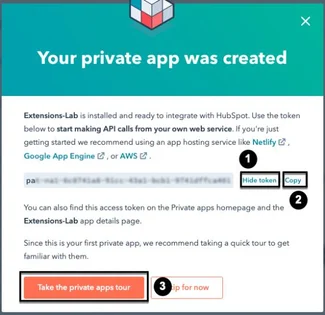 Your private app was created
Extensions-Lab is installed and ready to integrate with HubSpot. Use the token
below to start making API calls from your own web service. If you're just
getting started we recommend using an app hosting service like Netlify,
Google App Engine, or AWS.
1
pa
Hide token
Copy
2
You can also find this access token on the Private apps homepage and the
Extensions-Lab app details page.
Since this is your first private app, we recommend taking a quick tour to get
familiar with them.
Take the private apps tour
3
ip for now